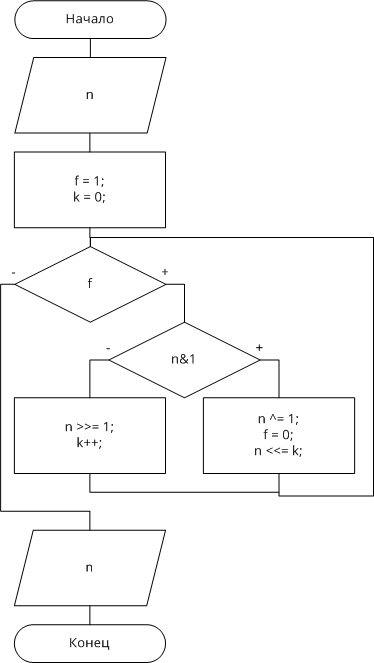 Начало
n
f = 1;
k = 0;
- +
f
- +
n&1
n >>= 1;
k++;
n ^= 1;
f = 0;
n <<= k;
n
Конец